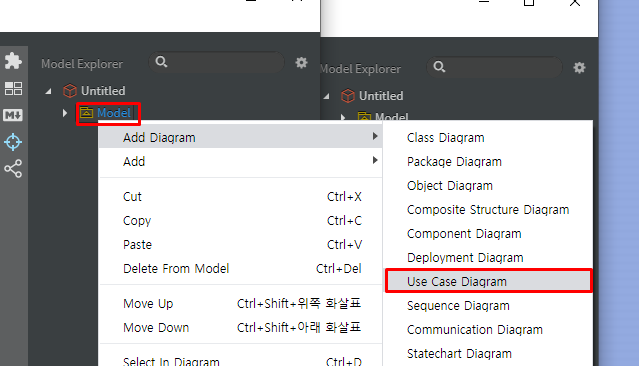 Model Explorer
Untitled
Model
Model Explorer
Untitled
Model
M
Add Diagram
Add
Cut Ctrl+X
Copy Ctrl+C
Paste Ctrl+V
Delete From Model Ctrl+Del
Move Up Ctrl+Shift+위쪽 화살표
Move Down Ctrl+Shift+아래 화살표
Select In Diagram Ctrl+D
Class Diagram
Package Diagram
Object Diagram
Composite Structure Diagram
Component Diagram
Deployment Diagram
Use Case Diagram
Sequence Diagram
Communication Diagram
Statechart Diagram